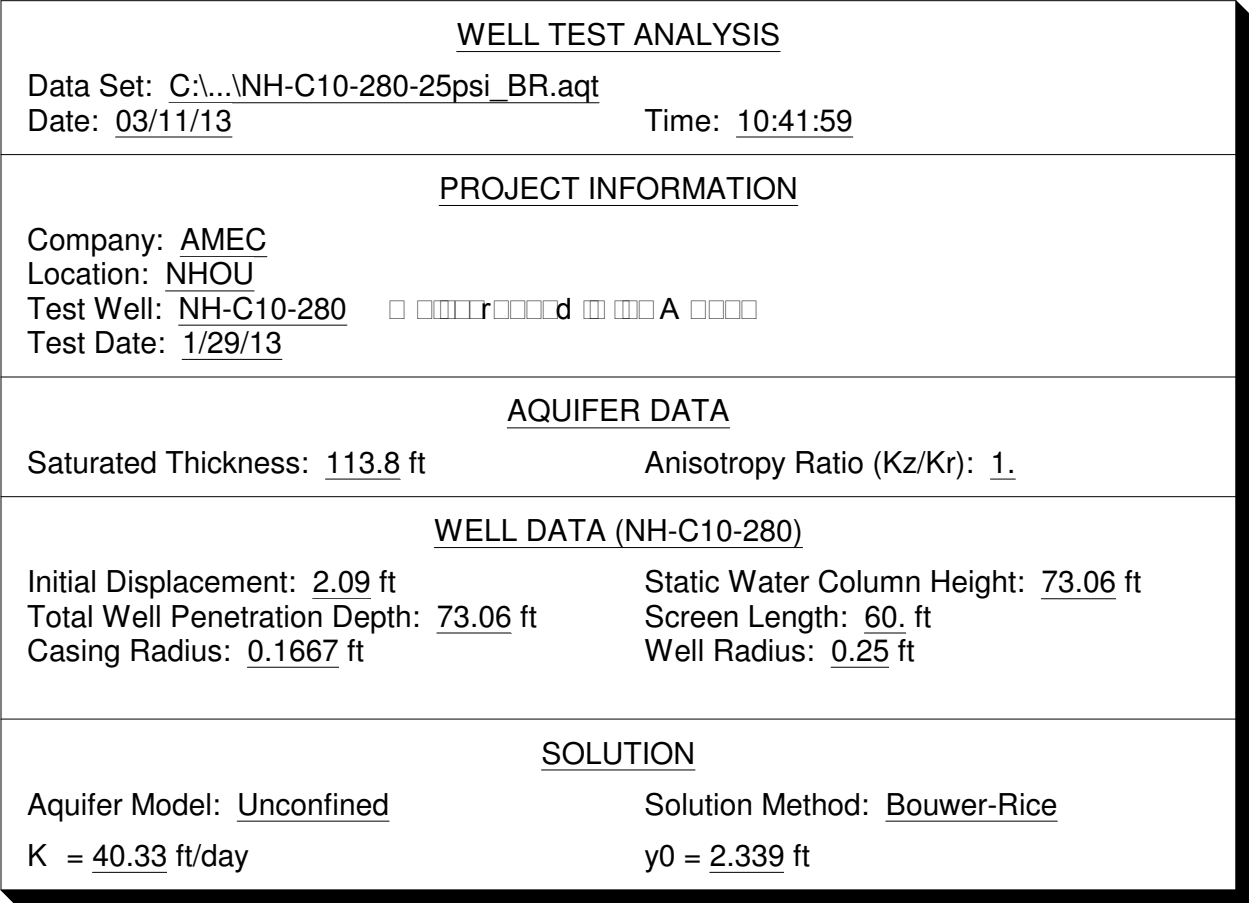 WELL TEST ANALYSIS
Data Set: C:\...\NH-C10-280-25psi_BR.aqt
Date: 03/11/13 Time: 10:41:59
PROJECT INFORMATION
Company: AMEC
Location: NHOU
Test Well: NH-C10-280
Test Date: 1/29/13
AQUIFER DATA
Saturated Thickness: 113.8 ft Anisotropy Ratio (Kz/Kr): 1.
WELL DATA (NH-C10-280)
Initial Displacement: 2.09 ft Static Water Column Height: 73.06 ft
Total Well Penetration Depth: 73.06 ft Screen Length: 60. ft
Casing Radius: 0.1667 ft Well Radius: 0.25 ft
SOLUTION
Aquifer Model: Unconfined Solution Method: Bouwer-Rice
K = 40.33 ft/day y0 = 2.339 ft